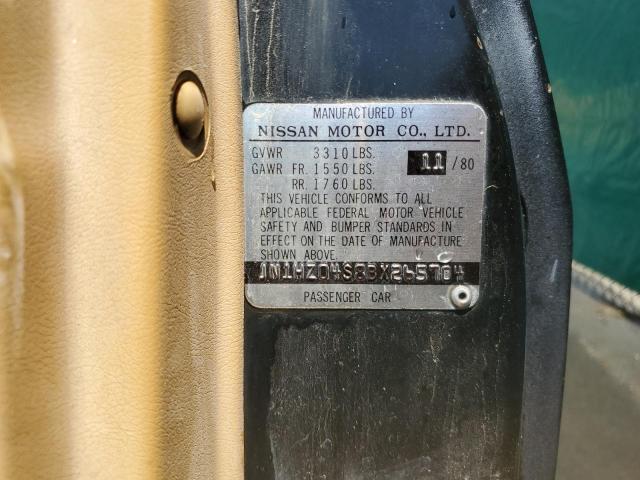 MANUFACTURED BY
NISSAN MOTOR CO., LTD.
GVWR 3310 LBS. 11/80
GAWR FR. 1550 LBS.
RR. 1760 LBS.
THIS VEHICLE CONFORMS TO ALL
APPLICABLE FEDERAL MOTOR VEHICLE
SAFETY AND BUMPER STANDARDS IN
EFFECT ON THE DATE OF MANUFACTURE
SHOWN ABOVE.
JN1HZ04S8BX265704
PASSENGER CAR